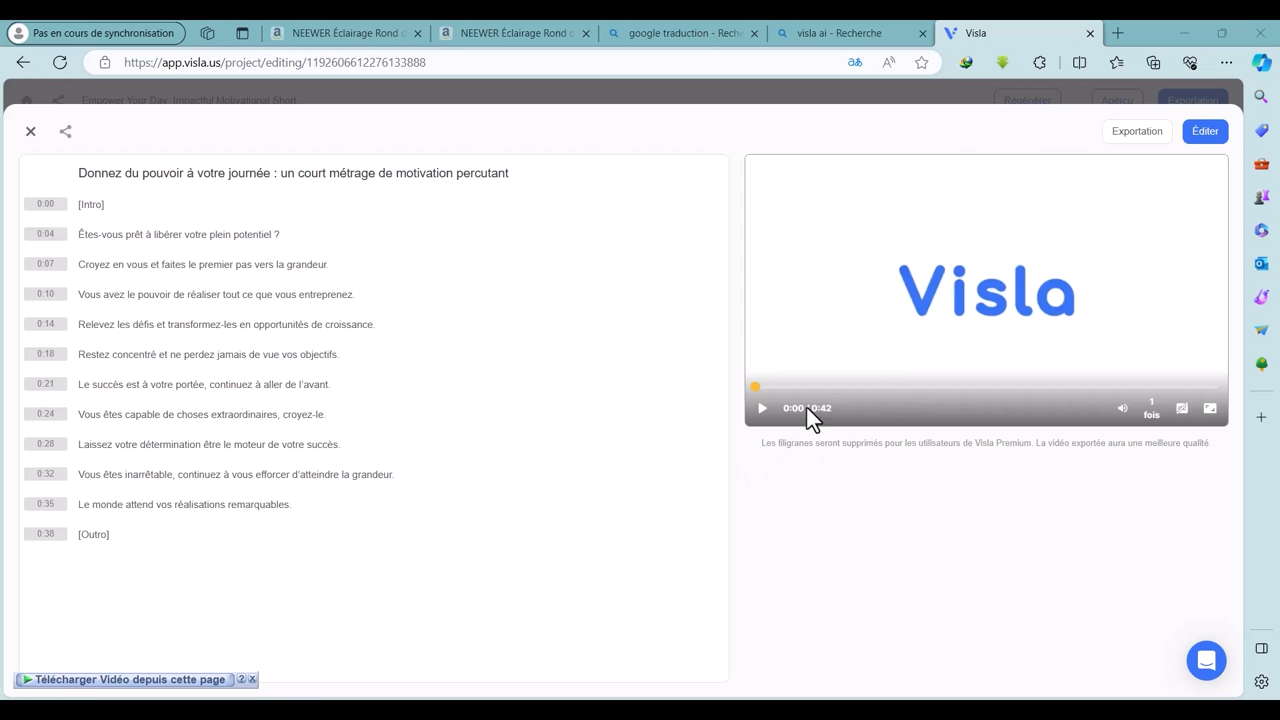 Pas en cours de synchronisation
NEEWER Éclairage Rond d
NEEWER Éclairage Rond d
google traduction - Reche
visla ai - Recherche
Visla
https://app.visla.us/project/editing/1192606612276133888
Empower Your Day: Impactful Motivational Short
Régénérer
Aperçu
Exportation
Exportation
Éditer
Donnez du pouvoir à votre journée : un court métrage de motivation percutant
0:00 [Intro]
0:04 Êtes-vous prêt à libérer votre plein potentiel ?
0:07 Croyez en vous et faites le premier pas vers la grandeur.
0:10 Vous avez le pouvoir de réaliser tout ce que vous entreprenez.
0:14 Relevez les défis et transformez-les en opportunités de croissance.
0:18 Restez concentré et ne perdez jamais de vue vos objectifs.
0:21 Le succès est à votre portée, continuez à aller de l'avant.
0:24 Vous êtes capable de choses extraordinaires, croyez-le.
0:28 Laissez votre détermination être le moteur de votre succès.
0:32 Vous êtes inarrêtable, continuez à vous efforcer d'atteindre la grandeur.
0:35 Le monde attend vos réalisations remarquables.
0:38 [Outro]
Visla
0:00 / 0:42
1
fois
Les filigranes seront supprimés pour les utilisateurs de Visla Premium. La vidéo exportée aura une meilleure qualité.
Télécharger Vidéo depuis cette page ? x